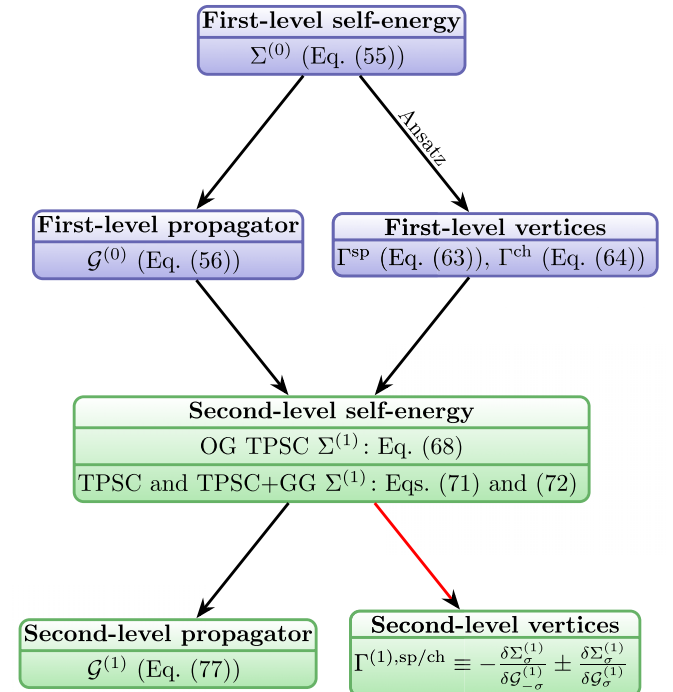 First-level self-energy
Σ^{(0)} (Eq. (55))
Ansatz
First-level propagator
𝒢^{(0)} (Eq. (56))
First-level vertices
Γ^{sp} (Eq. (63)), Γ^{ch} (Eq. (64))
Second-level self-energy
OG TPSC Σ^{(1)}: Eq. (68)
TPSC and TPSC+GG Σ^{(1)}: Eqs. (71) and (72)
Second-level propagator
𝒢^{(1)} (Eq. (77))
Second-level vertices
Γ^{(1),sp/ch} ≡ −\frac{δΣ_σ^{(1)}}{δ𝒢_{−σ}^{(1)}} ± \frac{δΣ_σ^{(1)}}{δ𝒢_σ^{(1)}}